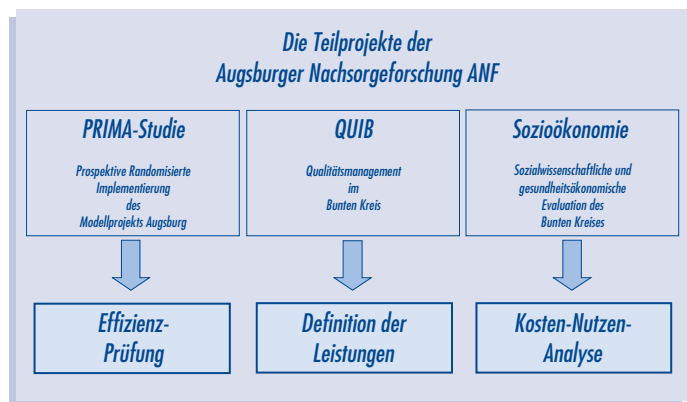 Die Teilprojekte der
Augsburger Nachsorgeforschung ANF
PRIMA-Studie
Prospektive Randomisierte
Implementierung
des
Modellprojekts Augsburg
QUIB
Qualitätsmanagement
im
Bunten Kreis
Sozioökonomie
Sozialwissenschaftliche und
gesundheitsökonomische
Evaluation des
Bunten Kreises
Effizienz-
Prüfung
Definition der
Leistungen
Kosten-Nutzen-
Analyse